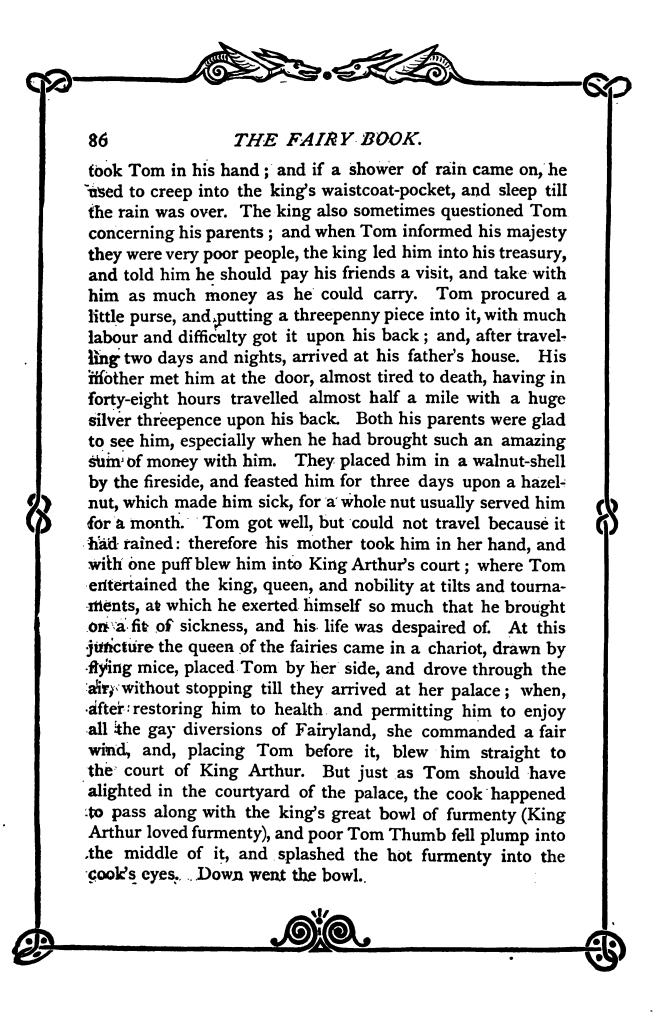 86 THE FAIRY BOOK.
took Tom in his hand ; and if a shower of rain came on, he
used to creep into the king's waistcoat-pocket, and sleep till
the rain was over. The king also sometimes questioned Tom
concerning his parents ; and when Tom informed his majesty
they were very poor people, the king led him into his treasury,
and told him he should pay his friends a visit, and take with
him as much money as he could carry. Tom procured a
little purse, and putting a threepenny piece into it, with much
labour and difficulty got it upon his back ; and, after travel-
ling two days and nights, arrived at his father's house. His
mother met him at the door, almost tired to death, having in
forty-eight hours travelled almost half a mile with a huge
silver threepence upon his back. Both his parents were glad
to see him, especially when he had brought such an amazing
sum of money with him. They placed him in a walnut-shell
by the fireside, and feasted him for three days upon a hazel-
nut, which made him sick, for a whole nut usually served him
for a month. Tom got well, but could not travel because it
had rained: therefore his mother took him in her hand, and
with one puff blew him into King Arthur's court ; where Tom
entertained the king, queen, and nobility at tilts and tourna-
ments, at which he exerted himself so much that he brought
on a fit of sickness, and his life was despaired of. At this
juncture the queen of the fairies came in a chariot, drawn by
flying mice, placed Tom by her side, and drove through the
air, without stopping till they arrived at her palace ; when,
after restoring him to health and permitting him to enjoy
all the gay diversions of Fairyland, she commanded a fair
wind, and, placing Tom before it, blew him straight to
the court of King Arthur. But just as Tom should have
alighted in the courtyard of the palace, the cook happened
to pass along with the king's great bowl of furmenty (King
Arthur loved furmenty), and poor Tom Thumb fell plump into
the middle of it, and splashed the hot furmenty into the
cook's eyes. Down went the bowl.